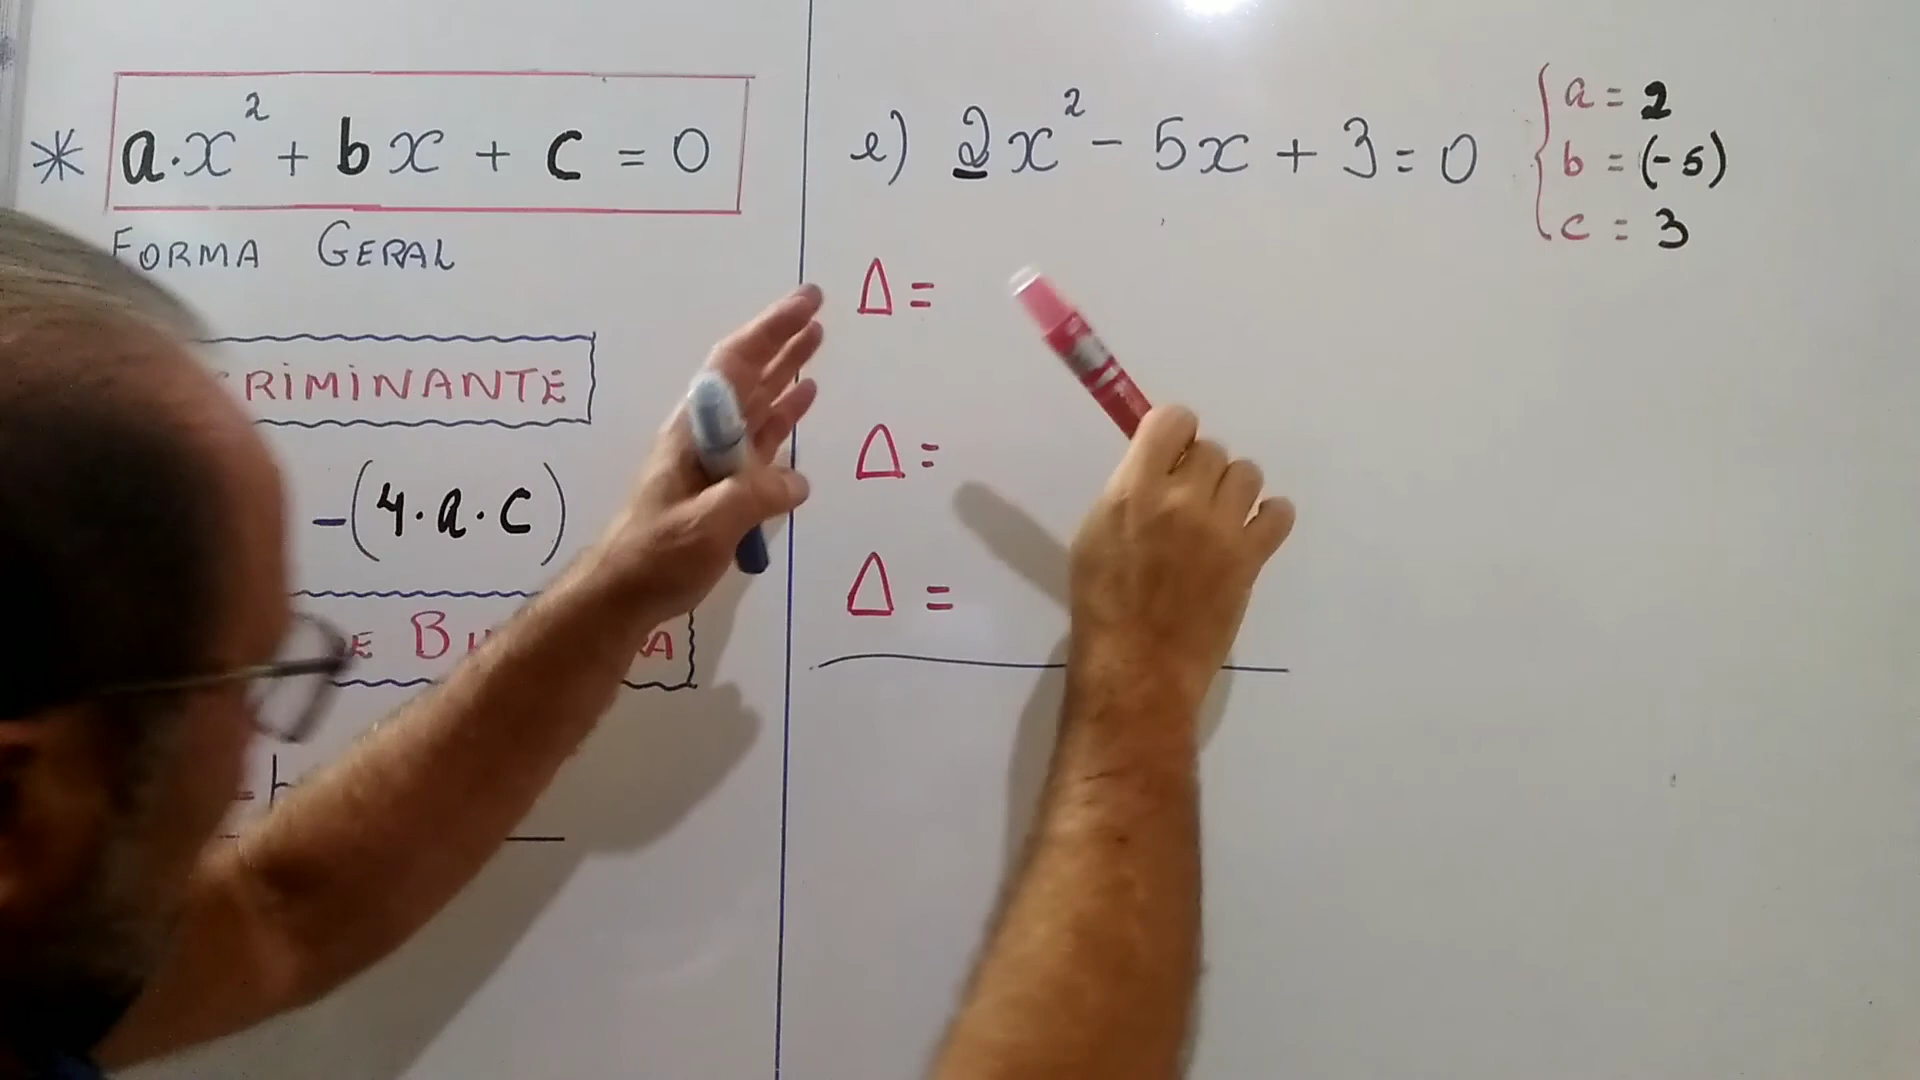 * a.x² + bx + c = 0
FORMA GERAL
RIMINANTE
-(4.a.c)
e) 2x² - 5x + 3 = 0
a = 2
b = (-5)
c = 3
Δ =
Δ =
Δ =